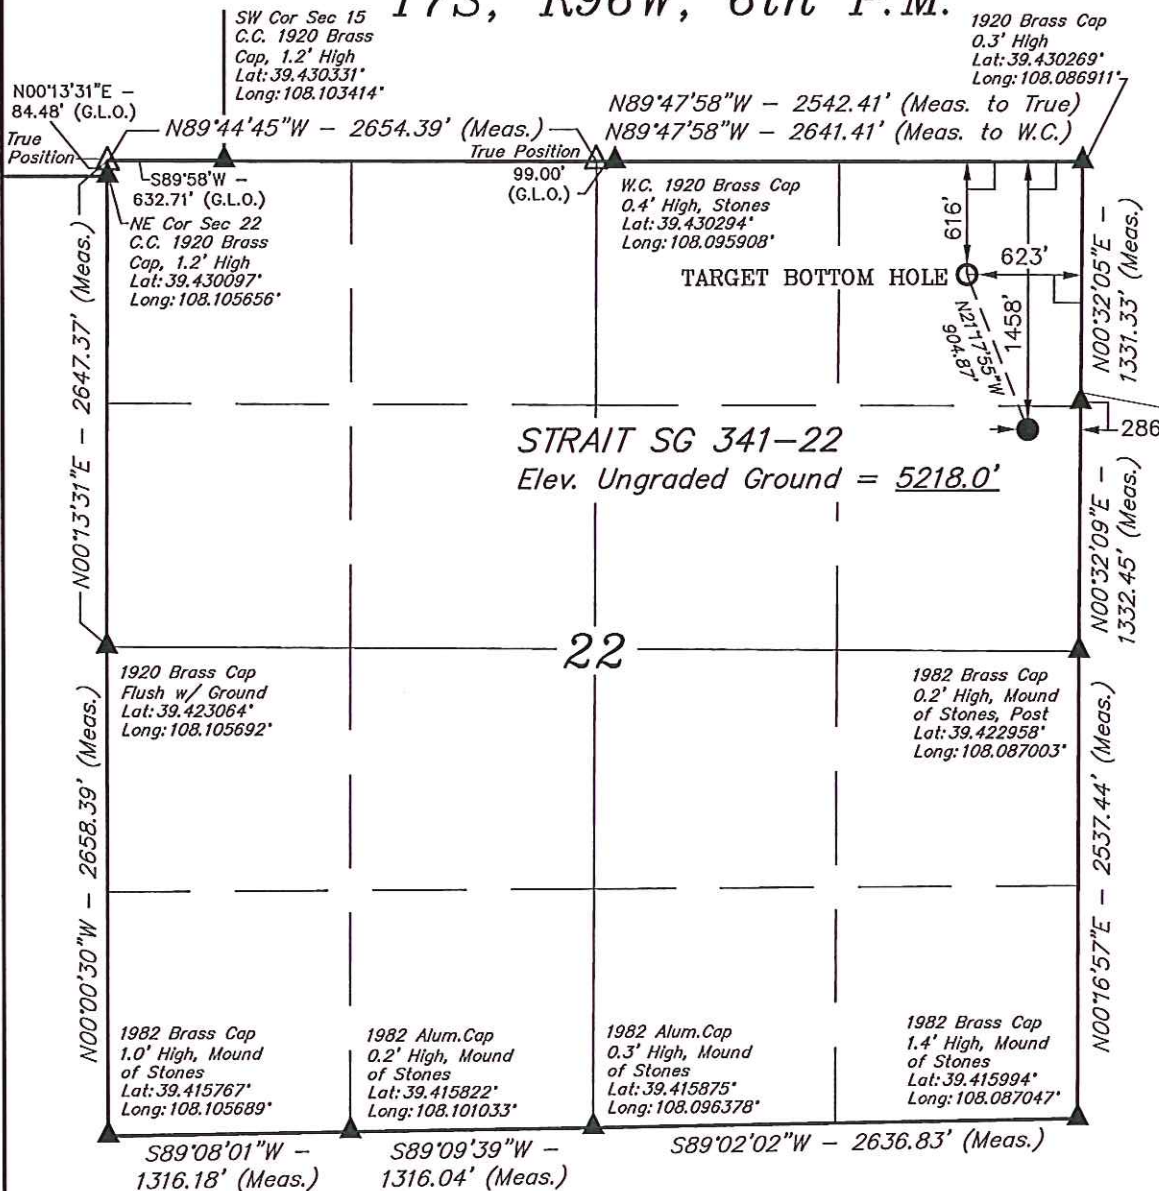 T7S, R96W, 6th P.M.
SW Cor Sec 15
C.C. 1920 Brass
Cap, 1.2' High
Lat:39.430331°
Long:108.103414°
1920 Brass Cap
0.3' High
Lat:39.430269°
Long:108.086911°
N00°13'31"E –
84.48' (G.L.O.)
True
Position
N89°44'45"W – 2654.39' (Meas.)
N89°47'58"W – 2542.41' (Meas. to True)
N89°47'58"W – 2641.41' (Meas. to W.C.)
True Position
99.00'
(G.L.O.)
S89°58'W –
632.71' (G.L.O.)
NE Cor Sec 22
C.C. 1920 Brass
Cap, 1.2' High
Lat:39.430097°
Long:108.105656°
W.C. 1920 Brass Cap
0.4' High, Stones
Lat:39.430294°
Long:108.095908°
616'
623'
1458'
TARGET BOTTOM HOLE
N21°17'55"W
904.87'
N00°32'05"E –
1331.33' (Meas.)
N00°13'31"E – 2647.37' (Meas.)
286
STRAIT SG 341–22
Elev. Ungraded Ground = 5218.0'
N00°32'09"E –
1332.45' (Meas.)
22
1920 Brass Cap
Flush w/ Ground
Lat:39.423064°
Long:108.105692°
1982 Brass Cap
0.2' High, Mound
of Stones, Post
Lat:39.422958°
Long:108.087003°
N00°00'30"W – 2658.39' (Meas.)
N00°16'57"E – 2537.44' (Meas.)
1982 Brass Cap
1.0' High, Mound
of Stones
Lat:39.415767°
Long:108.105689°
1982 Alum.Cap
0.2' High, Mound
of Stones
Lat:39.415822°
Long:108.101033°
1982 Alum.Cap
0.3' High, Mound
of Stones
Lat:39.415875°
Long:108.096378°
1982 Brass Cap
1.4' High, Mound
of Stones
Lat:39.415994°
Long:108.087047°
S89°08'01"W –
1316.18' (Meas.)
S89°09'39"W –
1316.04' (Meas.)
S89°02'02"W – 2636.83' (Meas.)